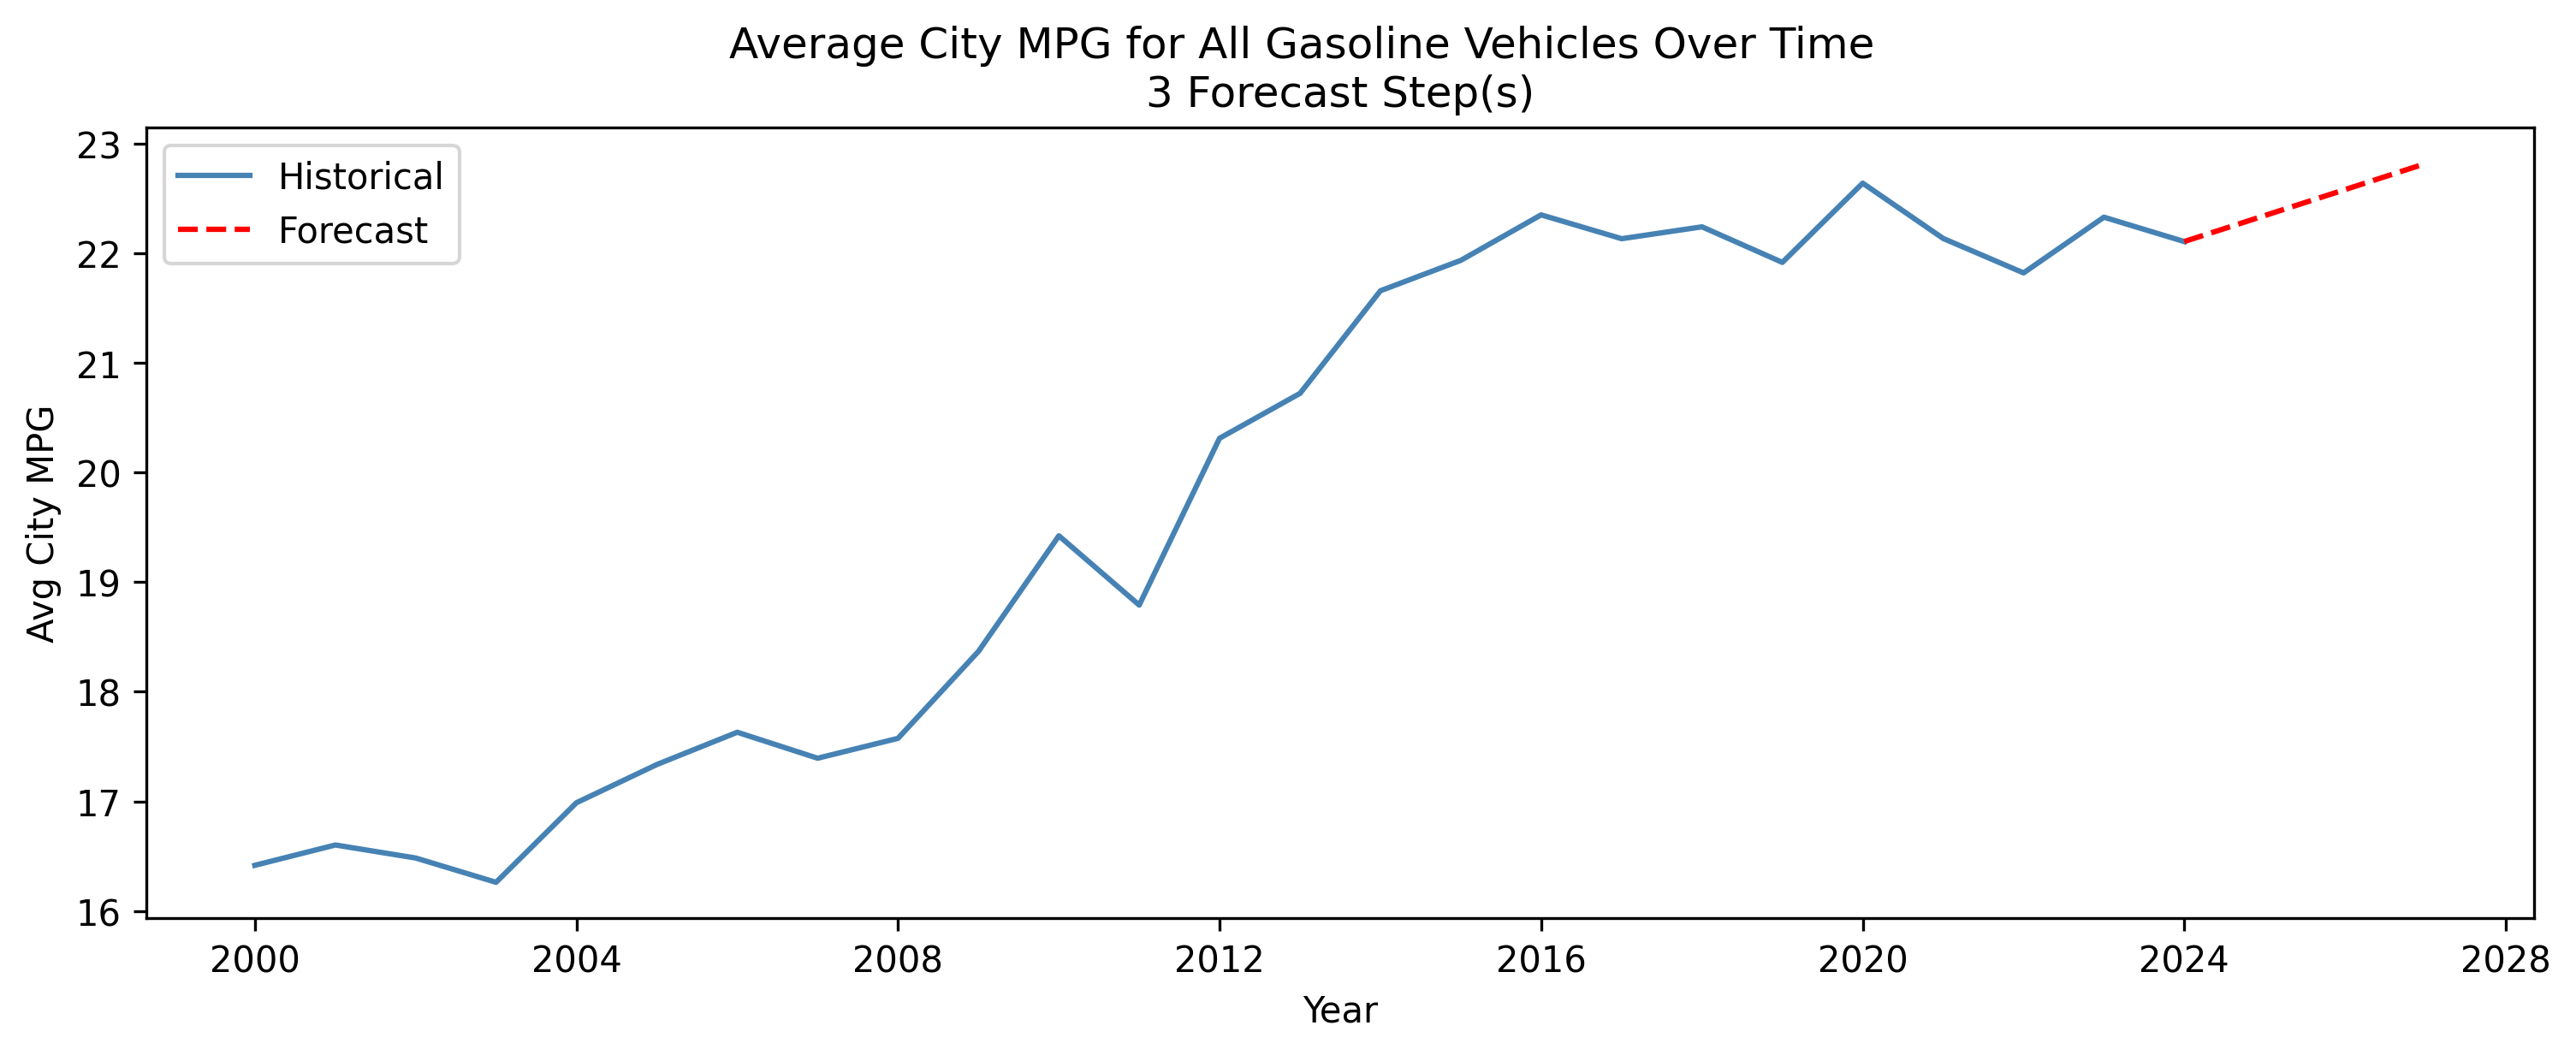 Average City MPG for All Gasoline Vehicles Over Time
3 Forecast Step(s)
Historical
Forecast
Avg City MPG
23
22
21
20
19
18
17
16
2000 2004 2008 2012 2016 2020 2024 2028
Year